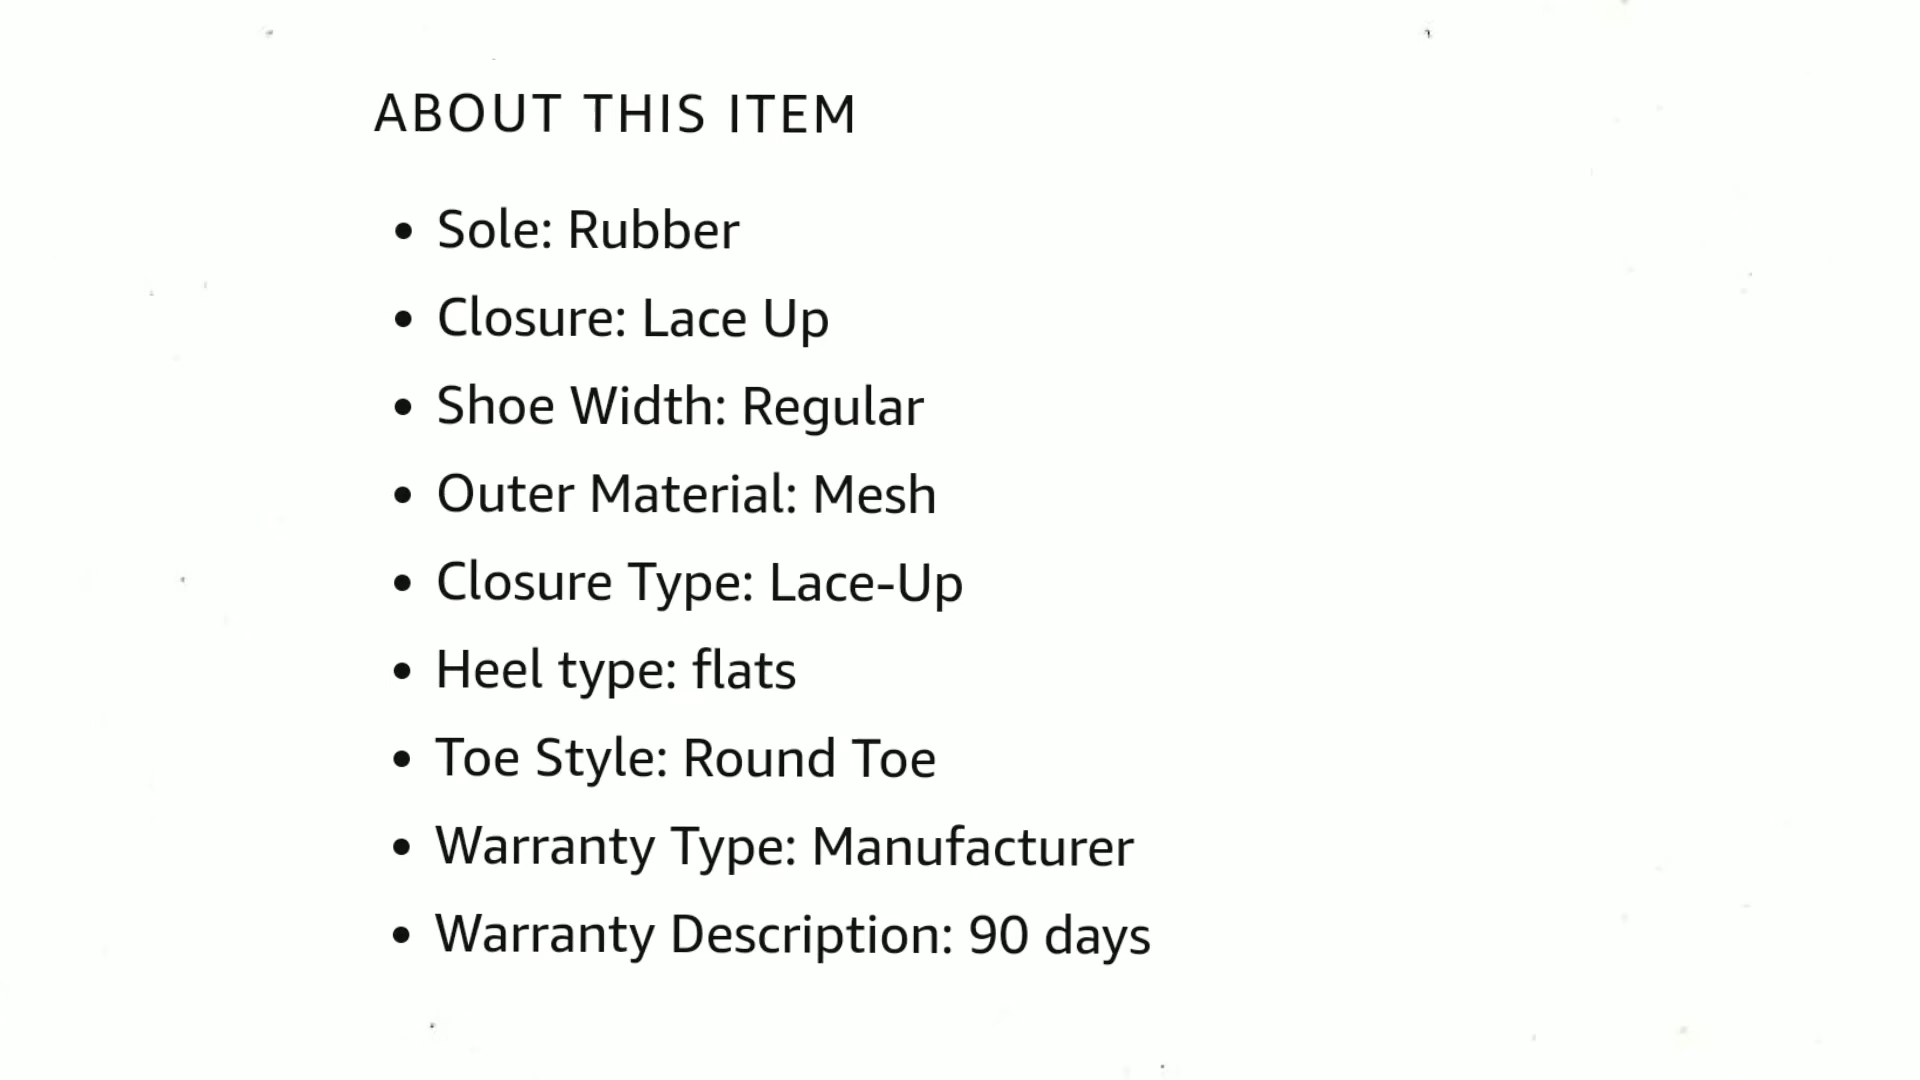 ABOUT THIS ITEM
• Sole: Rubber
• Closure: Lace Up
• Shoe Width: Regular
• Outer Material: Mesh
• Closure Type: Lace-Up
• Heel type: flats
• Toe Style: Round Toe
• Warranty Type: Manufacturer
• Warranty Description: 90 days